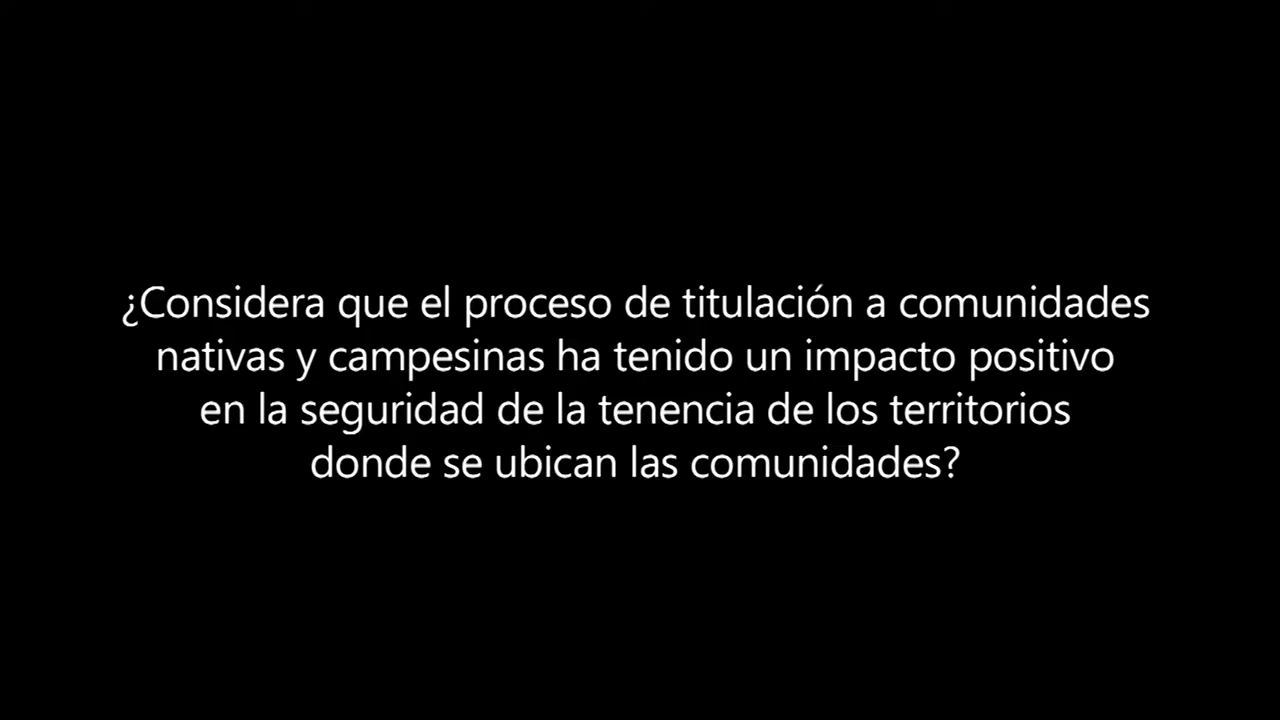 ¿Considera que el proceso de titulación a comunidades
nativas y campesinas ha tenido un impacto positivo
en la seguridad de la tenencia de los territorios
donde se ubican las comunidades?